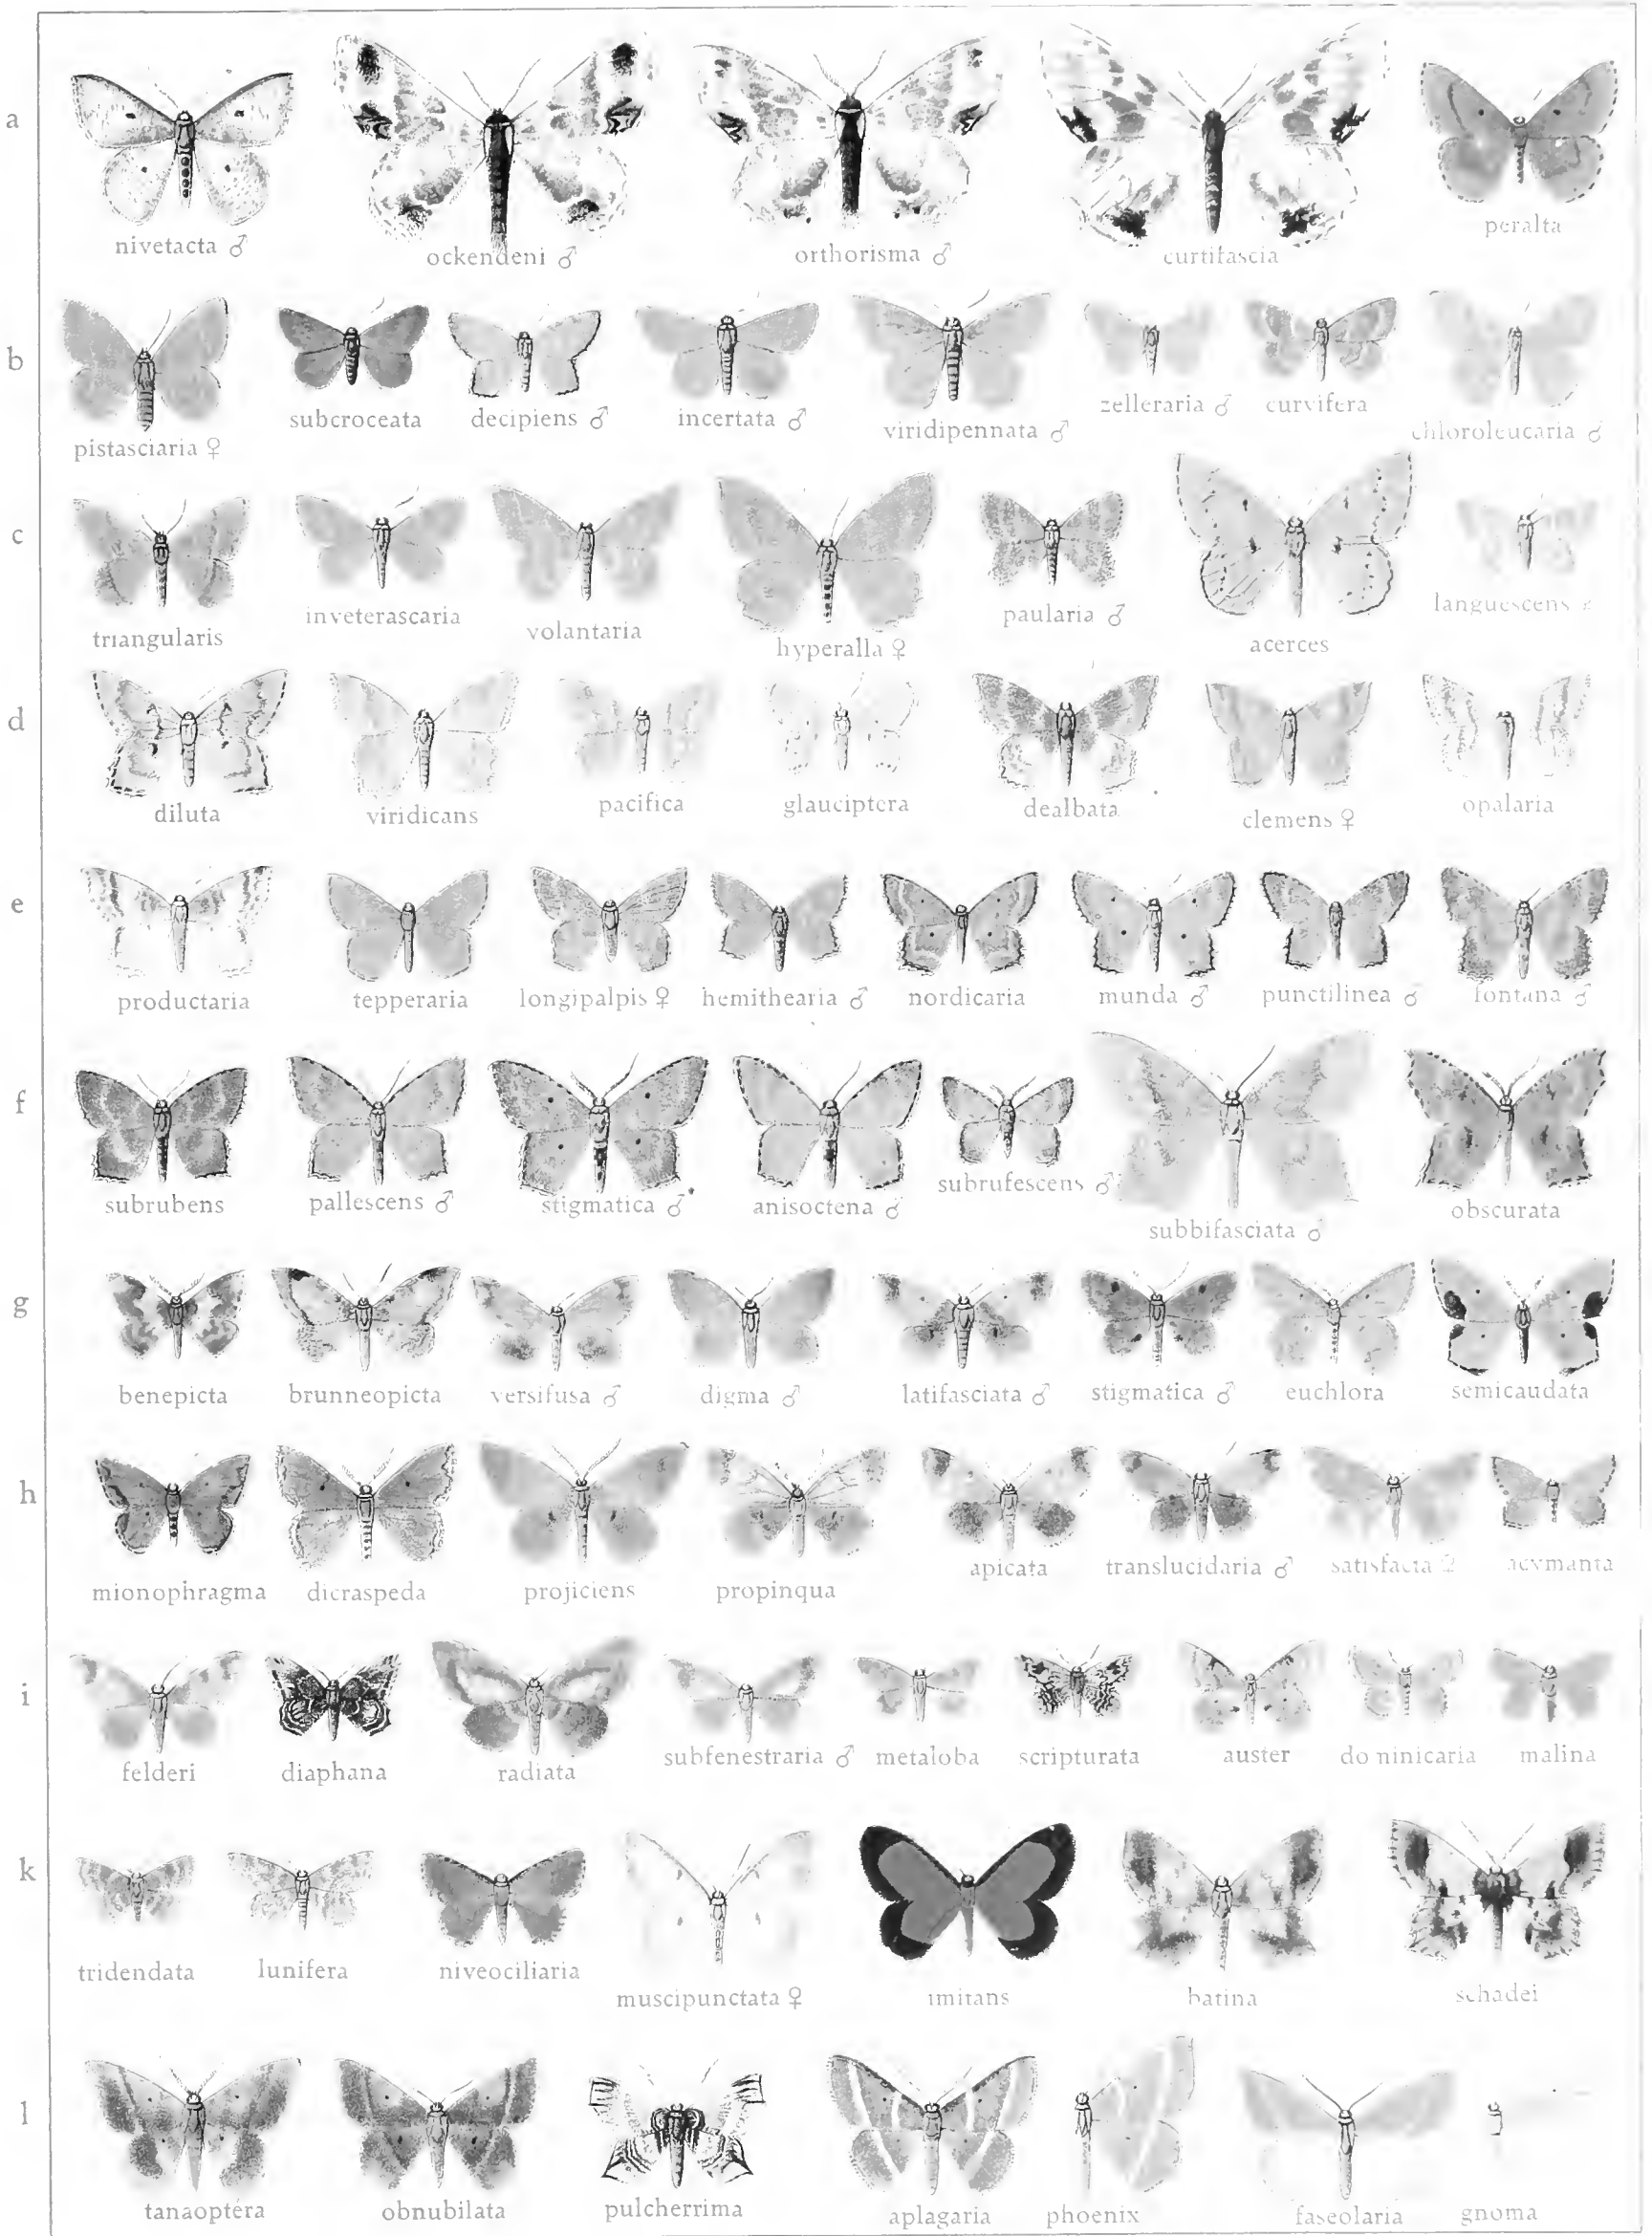 a
nivetacta ♂
ockendeni ♂
orthorisma ♂
curtifascia
peralta
b
pistasciaria ♀
subcroceata
decipiens ♂
incertata ♂
viridipennata ♂
zelleraria ♂
curvifera
chloroleucaria ♂
c
triangularis
inveterascaria
volantaria
hyperalla ♀
paularia ♂
acerces
languescens
d
diluta
viridicans
pacifica
glauciptera
dealbata
clemens ♀
opalaria
e
productaria
tepperaria
longipalpis ♀
hemithearia ♂
nordicaria
munda ♂
punctilinea ♂
fontana ♂
f
subrubens
pallescens ♂
stigmatica ♂
anisoctena ♂
subrufescens ♂
subbifasciata ♂
obscurata
g
benepicta
brunneopicta
versifusa ♂
digma ♂
latifasciata ♂
stigmatica ♂
euchlora
semicaudata
h
mionophragma
dicraspeda
projiciens
propinqua
apicata
translucidaria ♂
satisfacta ♀
acymanta
i
felderi
diaphana
radiata
subfenestraria ♂
metaloba
scripturata
auster
do ninicaria
malina
k
tridendata
lunifera
niveociliaria
muscipunctata ♀
imitans
batina
schadei
l
tanaoptera
obnubilata
pulcherrima
aplagaria
phoenix
faseolaria
gnoma